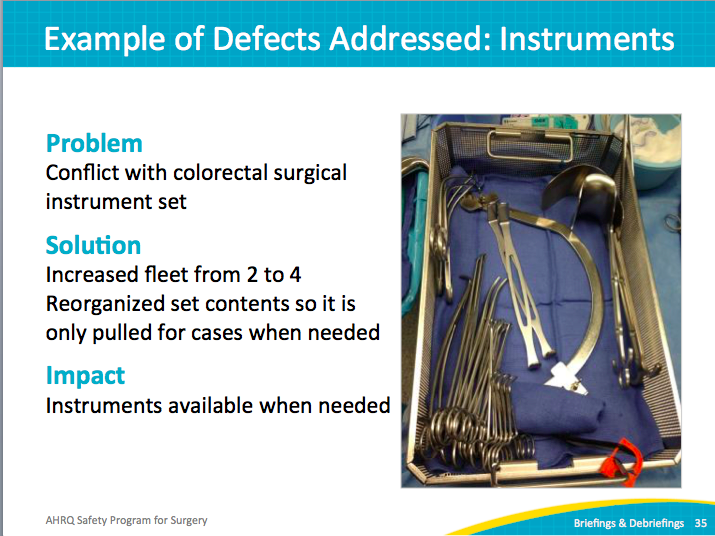 Example of Defects Addressed: Instruments
Problem
Conflict with colorectal surgical
instrument set
Solution
Increased fleet from 2 to 4
Reorganized set contents so it is
only pulled for cases when needed
Impact
Instruments available when needed
AHRQ Safety Program for Surgery
Briefings & Debriefings 35